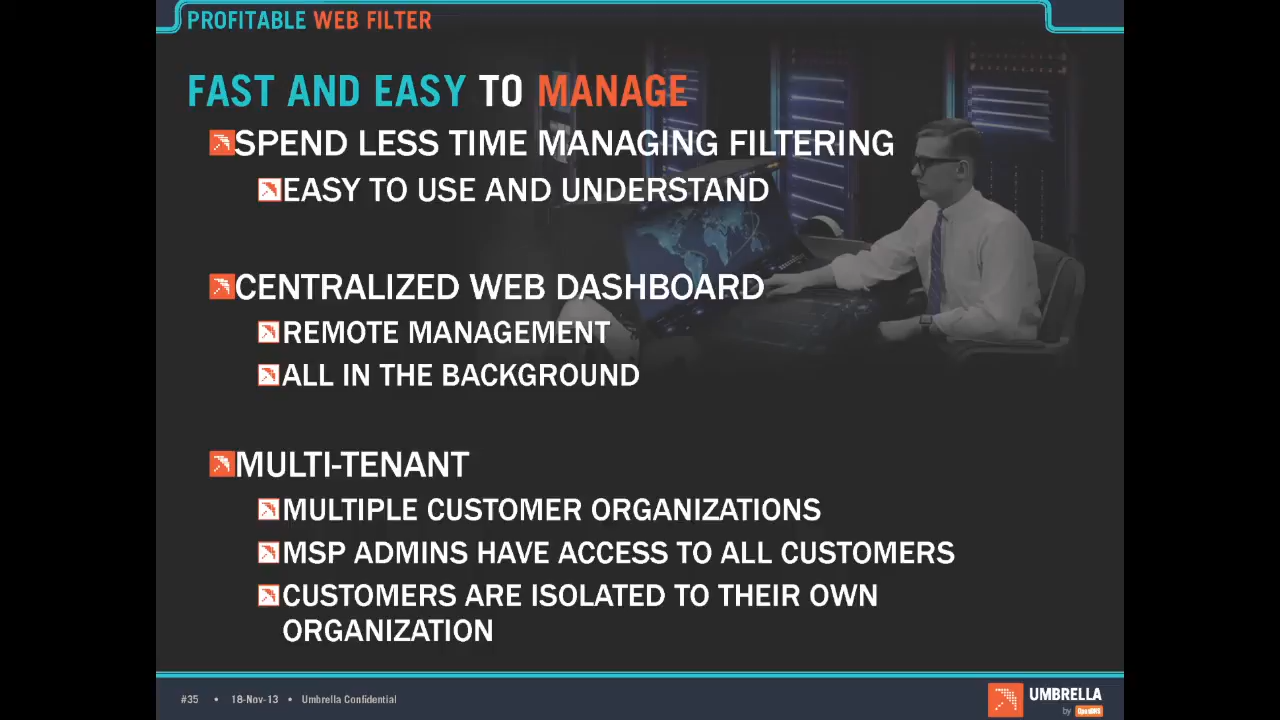 PROFITABLE WEB FILTER
FAST AND EASY TO MANAGE
SPEND LESS TIME MANAGING FILTERING
EASY TO USE AND UNDERSTAND
CENTRALIZED WEB DASHBOARD
REMOTE MANAGEMENT
ALL IN THE BACKGROUND
MULTI-TENANT
MULTIPLE CUSTOMER ORGANIZATIONS
MSP ADMINS HAVE ACCESS TO ALL CUSTOMERS
CUSTOMERS ARE ISOLATED TO THEIR OWN
ORGANIZATION
#35 • 18-Nov-13 • Umbrella Confidential
UMBRELLA
by OpenDNS